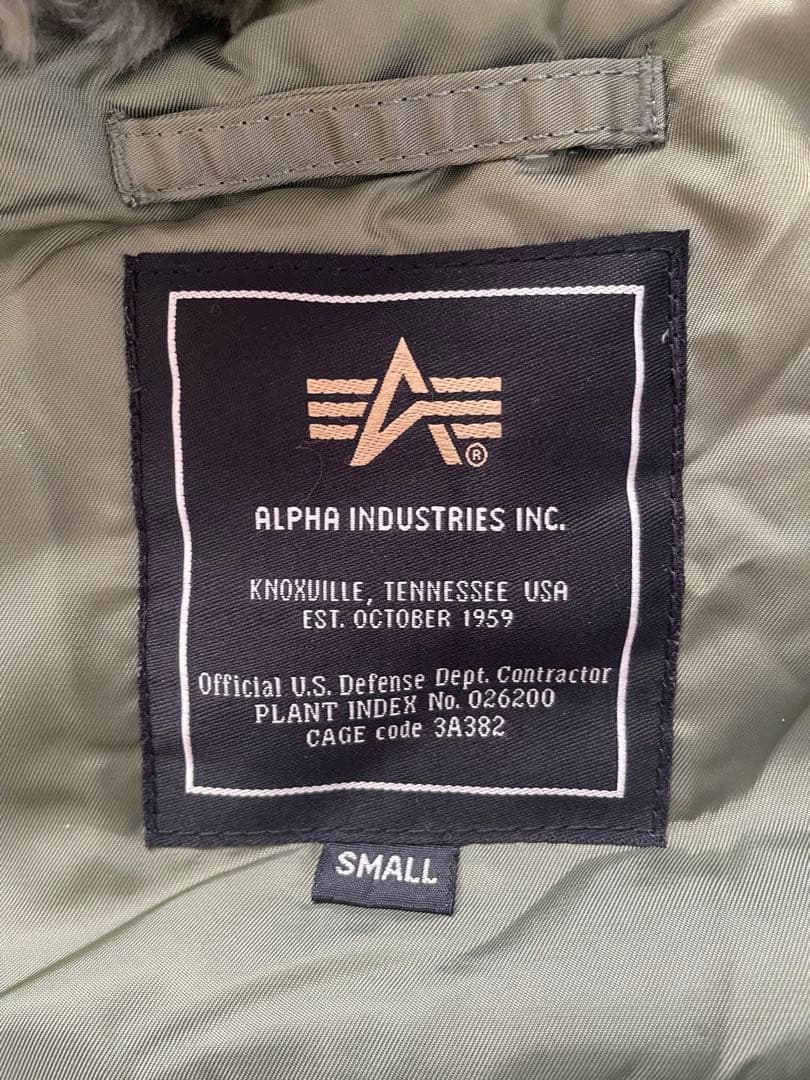 ®
ALPHA INDUSTRIES INC.
KNOXVILLE, TENNESSEE USA
EST. OCTOBER 1959
Official U.S. Defense Dept. Contractor
PLANT INDEX No. 026200
CAGE code 3A382
SMALL